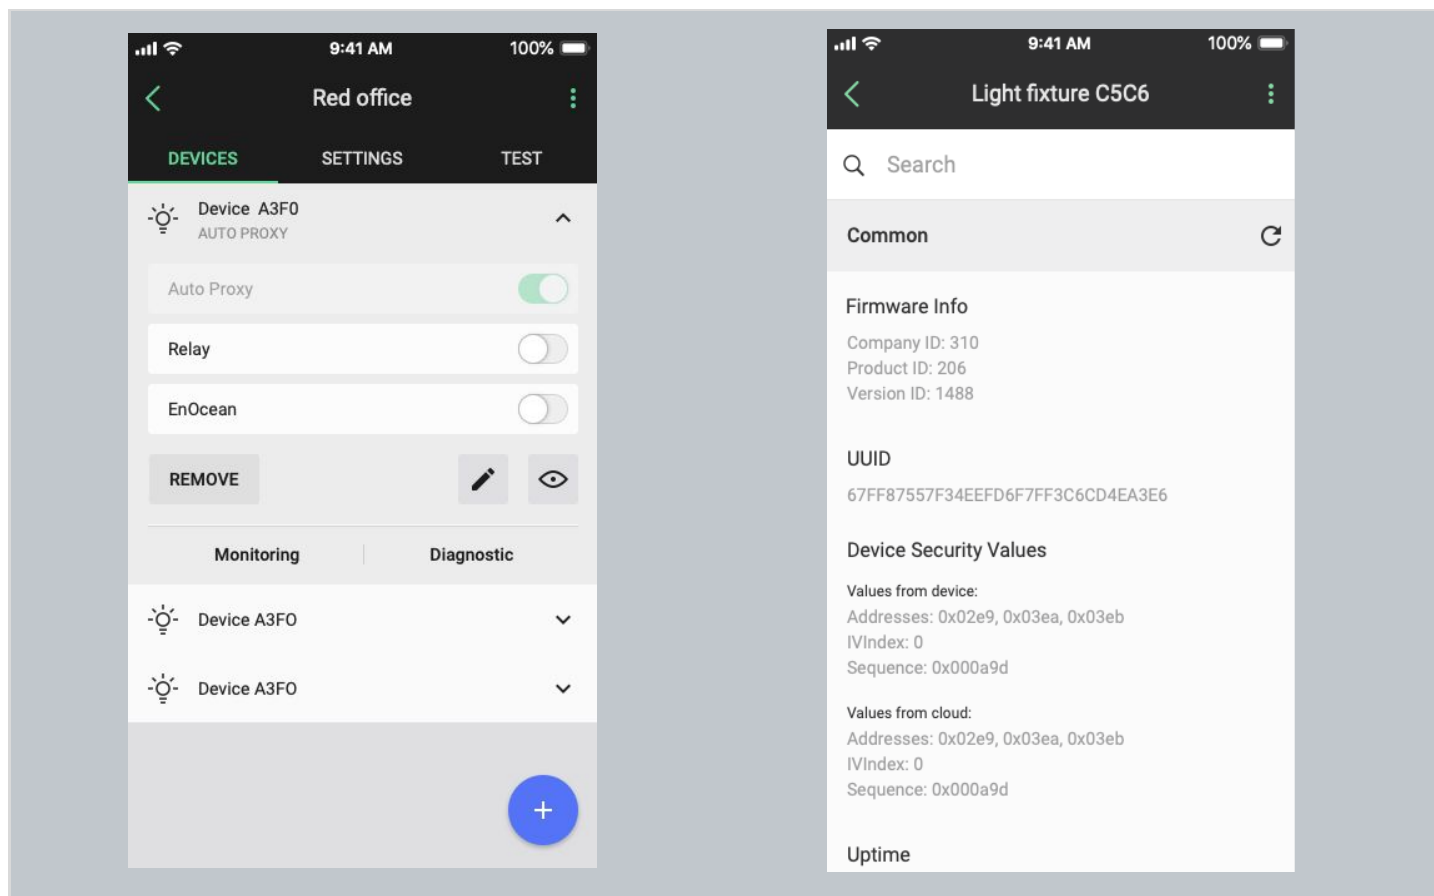 9:41 AM
100%
Red office
DEVICES
SETTINGS
TEST
Device A3F0
AUTO PROXY
Auto Proxy
Relay
EnOcean
REMOVE
Monitoring
Diagnostic
Device A3FO
Device A3FO
+
9:41 AM
100%
Light fixture C5C6
Search
Common
Firmware Info
Company ID: 310
Product ID: 206
Version ID: 1488
UUID
67FF87557F34EEFD6F7FF3C6CD4EA3E6
Device Security Values
Values from device:
Addresses: 0x02e9, 0x03ea, 0x03eb
IVIndex: 0
Sequence: 0x000a9d
Values from cloud:
Addresses: 0x02e9, 0x03ea, 0x03eb
IVIndex: 0
Sequence: 0x000a9d
Uptime